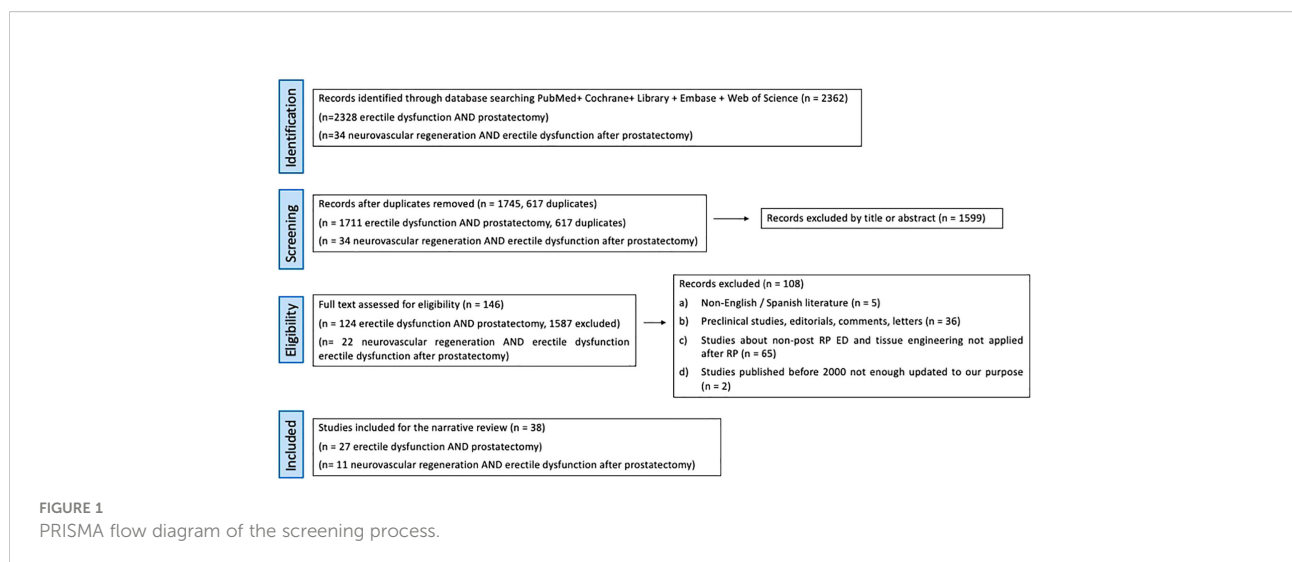 Identification
Records identified through database searching PubMed+ Cochrane+ Library + Embase + Web of Science (n = 2362)
(n=2328 erectile dysfunction AND prostatectomy)
(n=34 neurovascular regeneration AND erectile dysfunction after prostatectomy)
Screening
Records after duplicates removed (n = 1745, 617 duplicates)
(n = 1711 erectile dysfunction AND prostatectomy, 617 duplicates)
(n = 34 neurovascular regeneration AND erectile dysfunction after prostatectomy)
Records excluded by title or abstract (n = 1599)
Eligibility
Full text assessed for eligibility (n = 146)
(n = 124 erectile dysfunction AND prostatectomy, 1587 excluded)
(n= 22 neurovascular regeneration AND erectile dysfunction
erectile dysfunction after prostatectomy)
Records excluded (n = 108)
a) Non-English / Spanish literature (n = 5)
b) Preclinical studies, editorials, comments, letters (n = 36)
c) Studies about non-post RP ED and tissue engineering not applied
after RP (n = 65)
d) Studies published before 2000 not enough updated to our purpose
(n = 2)
Included
Studies included for the narrative review (n = 38)
(n = 27 erectile dysfunction AND prostatectomy)
(n= 11 neurovascular regeneration AND erectile dysfunction after prostatectomy)
FIGURE 1
PRISMA flow diagram of the screening process.